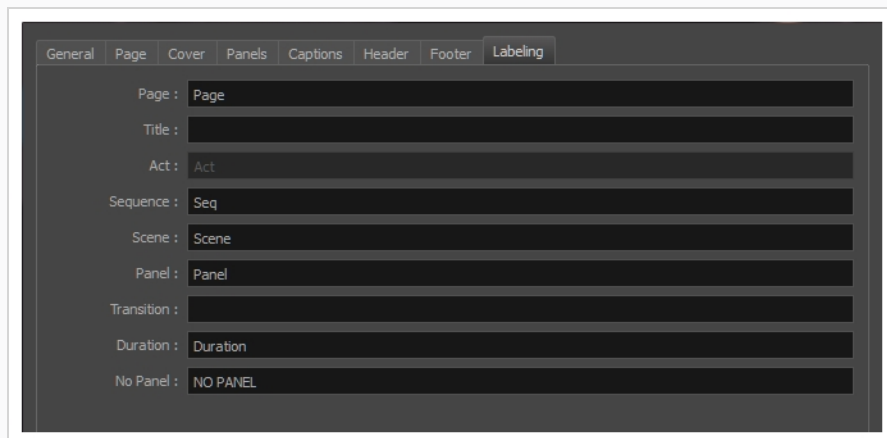 General Page Cover Panels Captions Header Footer Labeling
Page : Page
Title :
Act : Act
Sequence : Seq
Scene : Scene
Panel : Panel
Transition :
Duration : Duration
No Panel : NO PANEL